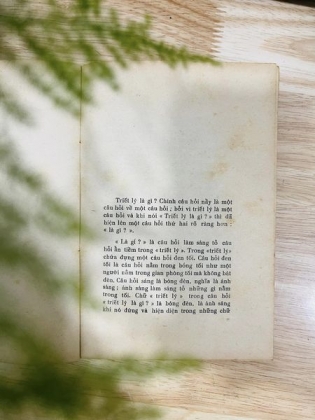 Triết lý là gì ? Chính câu hỏi nầy là một
câu hỏi về một câu hỏi ; bởi vì triết lý là một
câu hỏi và khi nói « Triết lý là gì ? » thì đã
hiện lên một câu hỏi thứ hai rõ ràng hơn :
« là gì ? ».
« Là gì ? » là câu hỏi làm sáng tỏ câu
hỏi ẩn tiềm trong « triết lý ». Trong « triết lý »
chứa đựng một câu hỏi đen tối. Câu hỏi đen
tối là câu hỏi nằm trong bóng tối như một
người nằm trong gian phòng tối mà không bật
đèn. Câu hỏi sáng là bóng đèn, nghĩa là ánh
sáng ; ánh sáng làm sáng tỏ những gì nằm
trong tối. Chữ « triết lý » trong câu hỏi
« triết lý là gì ? » là bóng đèn, là ánh sáng
khi nó đứng và hiện diện trong những chữ